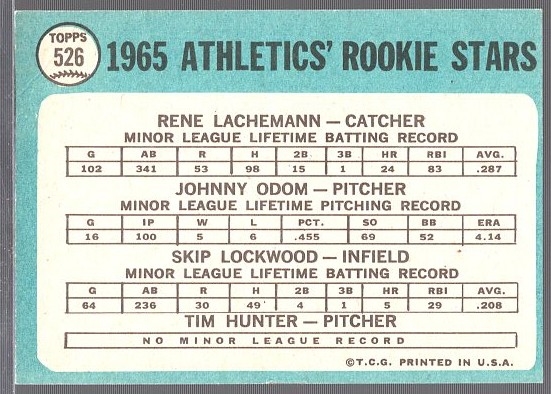 TOPPS
526
1965 ATHLETICS' ROOKIE STARS
RENE LACHEMANN — CATCHER
MINOR LEAGUE LIFETIME BATTING RECORD
G AB R H 2B 3B HR RBI AVG.
102 341 53 98 15 1 24 83 .287
JOHNNY ODOM — PITCHER
MINOR LEAGUE LIFETIME PITCHING RECORD
G IP W L PCT. SO BB ERA
16 100 5 6 .455 69 52 4.14
SKIP LOCKWOOD — INFIELD
MINOR LEAGUE LIFETIME BATTING RECORD
G AB R H 2B 3B HR RBI AVG.
64 236 30 49 4 1 5 29 .208
TIM HUNTER — PITCHER
NO MINOR LEAGUE RECORD
©T.C.G. PRINTED IN U.S.A.